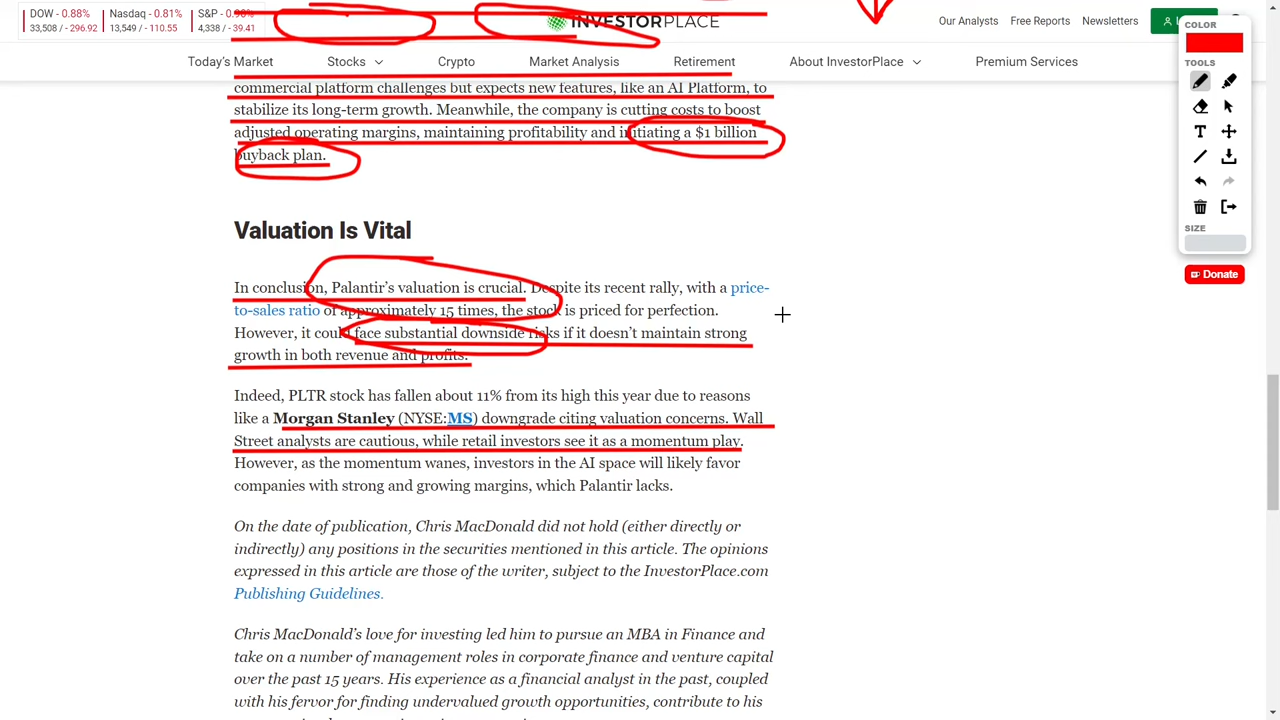 DOW - 0.88%
33,508 / - 296.92
Nasdaq - 0.81%
13,549 / - 110.55
S&P -
4,338 / -39.41
INVESTORPLACE
Our Analysts
Free Reports
Newsletters
Today's Market
Stocks
Crypto
Market Analysis
Retirement
About InvestorPlace
Premium Services
COLOR
TOOLS
T
SIZE
Donate
commercial platform challenges but expects new features, like an AI Platform, to
stabilize its long-term growth. Meanwhile, the company is cutting costs to boost
adjusted operating margins, maintaining profitability and initiating a $1 billion
buyback plan.
Valuation Is Vital
In conclusion, Palantir's valuation is crucial. Despite its recent rally, with a price-
to-sales ratio of approximately 15 times, the stock is priced for perfection.
However, it could face substantial downside risks if it doesn't maintain strong
growth in both revenue and profits.
Indeed, PLTR stock has fallen about 11% from its high this year due to reasons
like a Morgan Stanley (NYSE:MS) downgrade citing valuation concerns. Wall
Street analysts are cautious, while retail investors see it as a momentum play.
However, as the momentum wanes, investors in the AI space will likely favor
companies with strong and growing margins, which Palantir lacks.
On the date of publication, Chris MacDonald did not hold (either directly or
indirectly) any positions in the securities mentioned in this article. The opinions
expressed in this article are those of the writer, subject to the InvestorPlace.com
Publishing Guidelines.
Chris MacDonald's love for investing led him to pursue an MBA in Finance and
take on a number of management roles in corporate finance and venture capital
over the past 15 years. His experience as a financial analyst in the past, coupled
with his fervor for finding undervalued growth opportunities, contribute to his